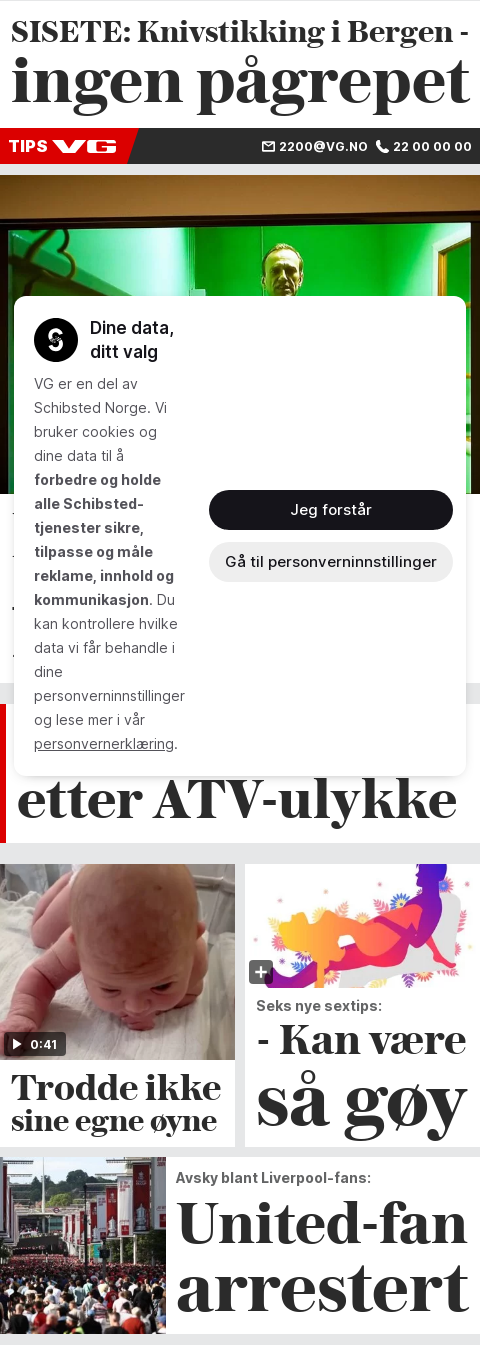 SISETE: Knivstikking i Bergen -
ingen pågrepet
TIPS VG
2200@VG.NO
22 00 00 00
Dine data,
ditt valg
VG er en del av
Schibsted Norge. Vi
bruker cookies og
dine data til å
forbedre og holde
alle Schibsted-
tjenester sikre,
tilpasse og måle
reklame, innhold og
kommunikasjon. Du
kan kontrollere hvilke
data vi får behandle i
dine
personverninnstillinger
og lese mer i vår
personvernerklæring.
Jeg forstår
Gå til personverninnstillinger
etter ATV-ulykke
0:41
Trodde ikke
sine egne øyne
Seks nye sextips:
- Kan være
så gøy
Avsky blant Liverpool-fans:
United-fan
arrestert